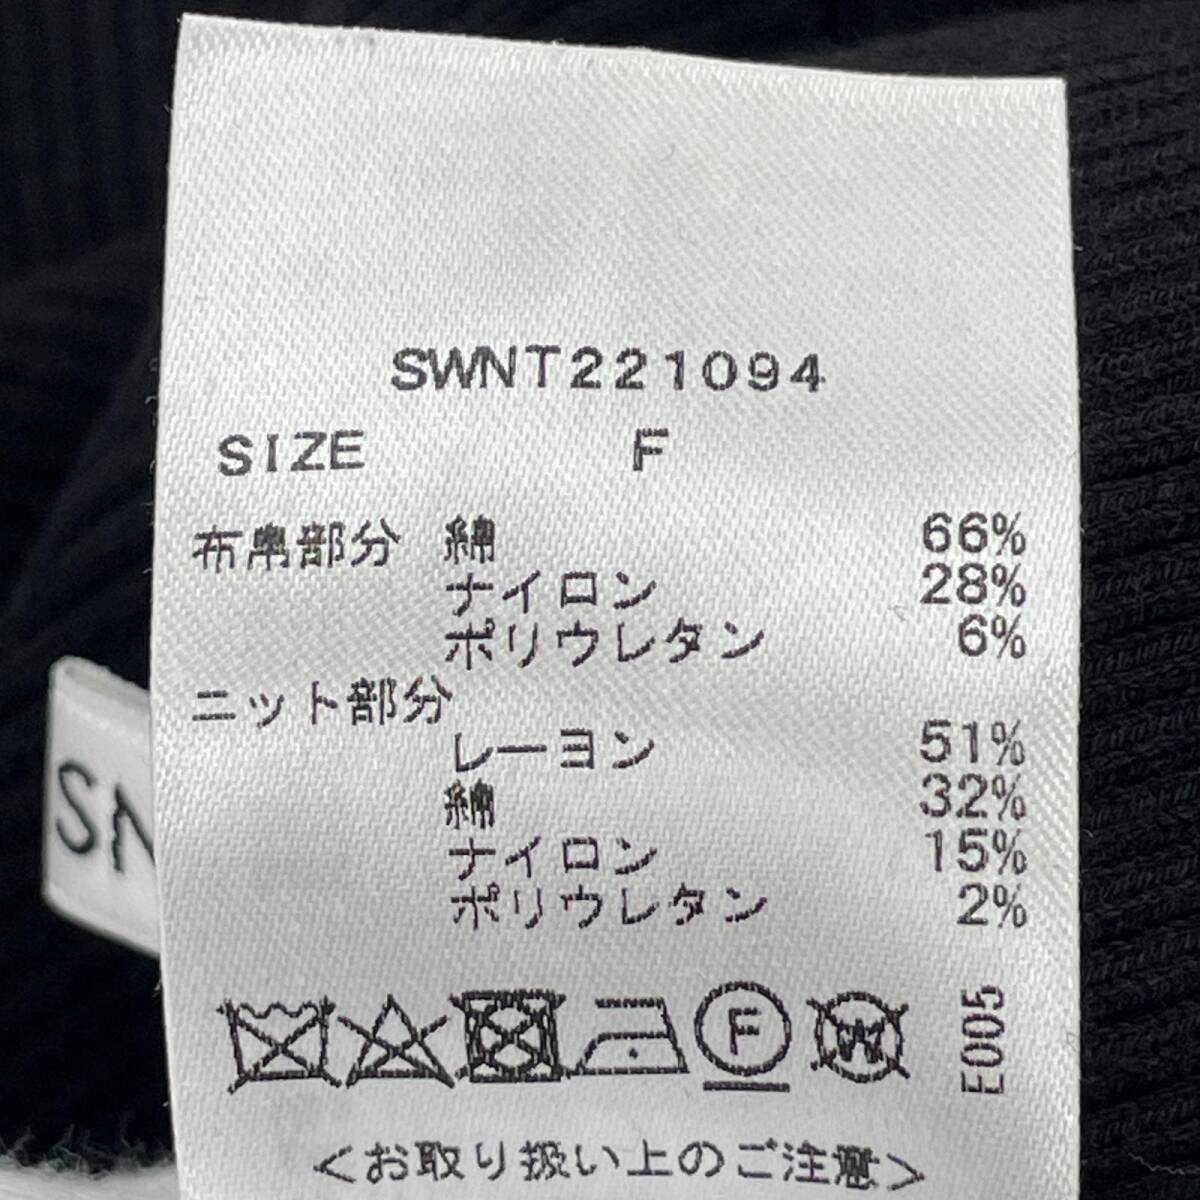 SWNT221094
SIZE F
布帛部分 綿 66%
ナイロン 28%
ポリウレタン 6%
ニット部分
レーヨン 51%
綿 32%
ナイロン 15%
ポリウレタン 2%
F W
E005
<お取り扱い上のご注意>
SN